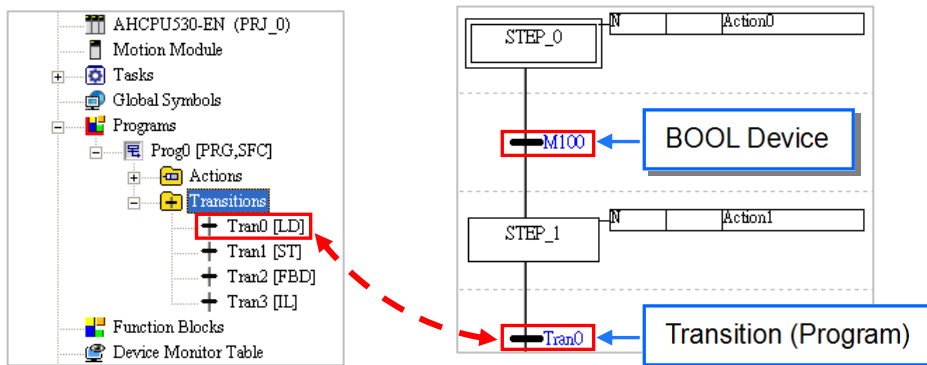 AHCPU530-EN (PRJ_0)
Motion Module
Tasks
Global Symbols
Programs
Prog0 [PRG,SFC]
Actions
Transitions
Tran0 [LD]
Tran1 [ST]
Tran2 [FBD]
Tran3 [IL]
Function Blocks
Device Monitor Table
STEP_0
N Action0
M100
BOOL Device
STEP_1
N Action1
Tran0
Transition (Program)